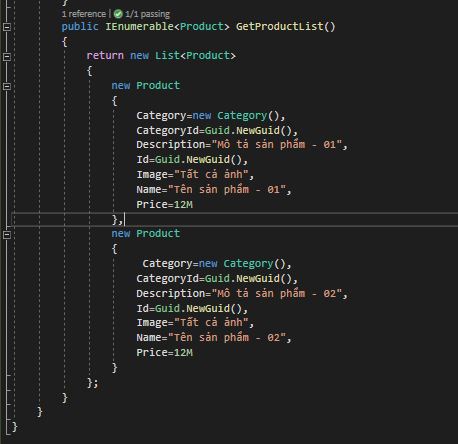 }
1 reference | 1/1 passing
public IEnumerable<Product> GetProductList()
{
return new List<Product>
{
new Product
{
Category=new Category(),
CategoryId=Guid.NewGuid(),
Description="Mô tả sản phẩm - 01",
Id=Guid.NewGuid(),
Image="Tất cả ảnh",
Name="Tên sản phẩm - 01",
Price=12M
},
new Product
{
Category=new Category(),
CategoryId=Guid.NewGuid(),
Description="Mô tả sản phẩm - 02",
Id=Guid.NewGuid(),
Image="Tất cả ảnh",
Name="Tên sản phẩm - 02",
Price=12M
}
};
}
}
}